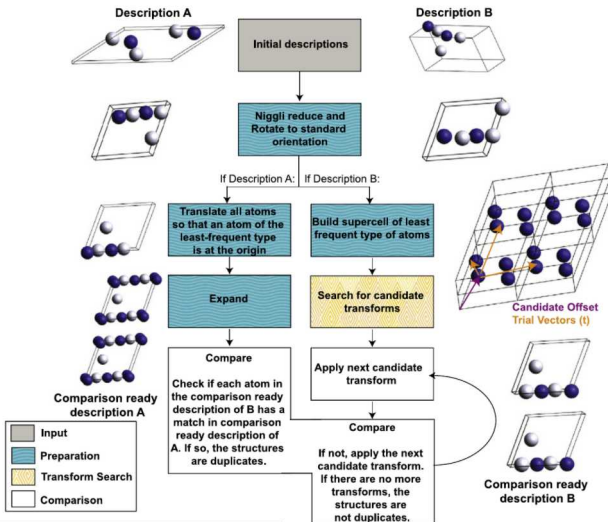 Description A
Description B
Initial descriptions
Niggli reduce and
Rotate to standard
orientation
If Description A:
If Description B:
Translate all atoms
so that an atom of the
least-frequent type
is at the origin
Build supercell of least
frequent type of atoms
Expand
Search for candidate
transforms
Candidate Offset
Trial Vectors (t)
Compare
Check if each atom in
the comparison ready
description of B has a
match in comparison
ready description of
A. If so, the structures
are duplicates.
Apply next candidate
transform
Compare
If not, apply the next
candidate transform.
If there are no more
transforms, the
structures are
not duplicates.
Comparison ready
description A
Comparison ready
description B
Input
Preparation
Transform Search
Comparison